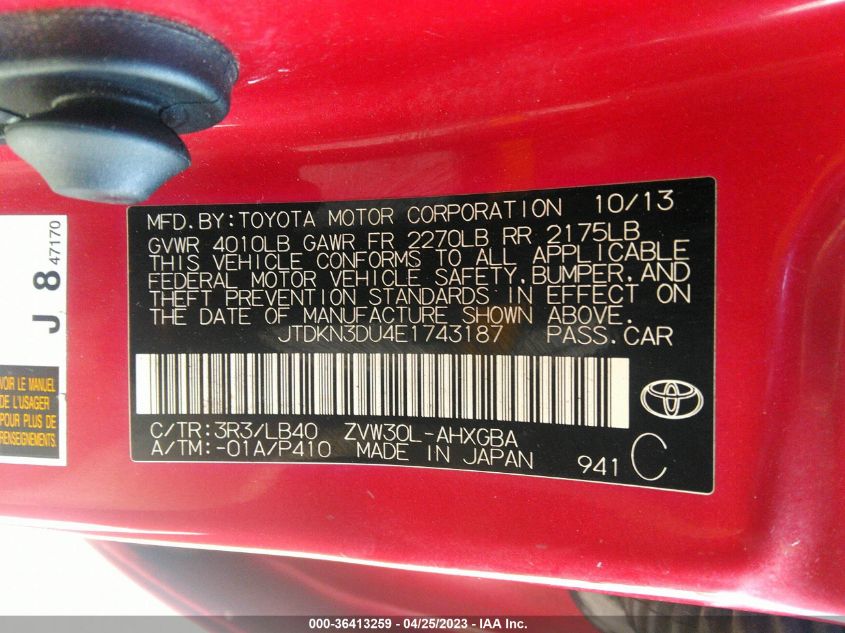 MFD.BY:TOYOTA MOTOR CORPORATION 10/13
GVWR 4010LB GAWR FR 2270LB RR 2175LB
THIS VEHICLE CONFORMS TO ALL APPLICABLE
FEDERAL MOTOR VEHICLE SAFETY,BUMPER,AND
THEFT PREVENTION STANDARDS IN EFFECT ON
THE DATE OF MANUFACTURE SHOWN ABOVE.
JTDKN3DU4E1743187 PASS.CAR
C/TR:3R3/LB40 ZVW30L-AHXGBA
A/TM:-01A/P410 MADE IN JAPAN 941 C
J 8 47170
VOIR LE MANUEL
DE L'USAGER
POUR PLUS DE
RENSEIGNEMENTS.
000-36413259 / 04/25/2023 - IAA Inc.